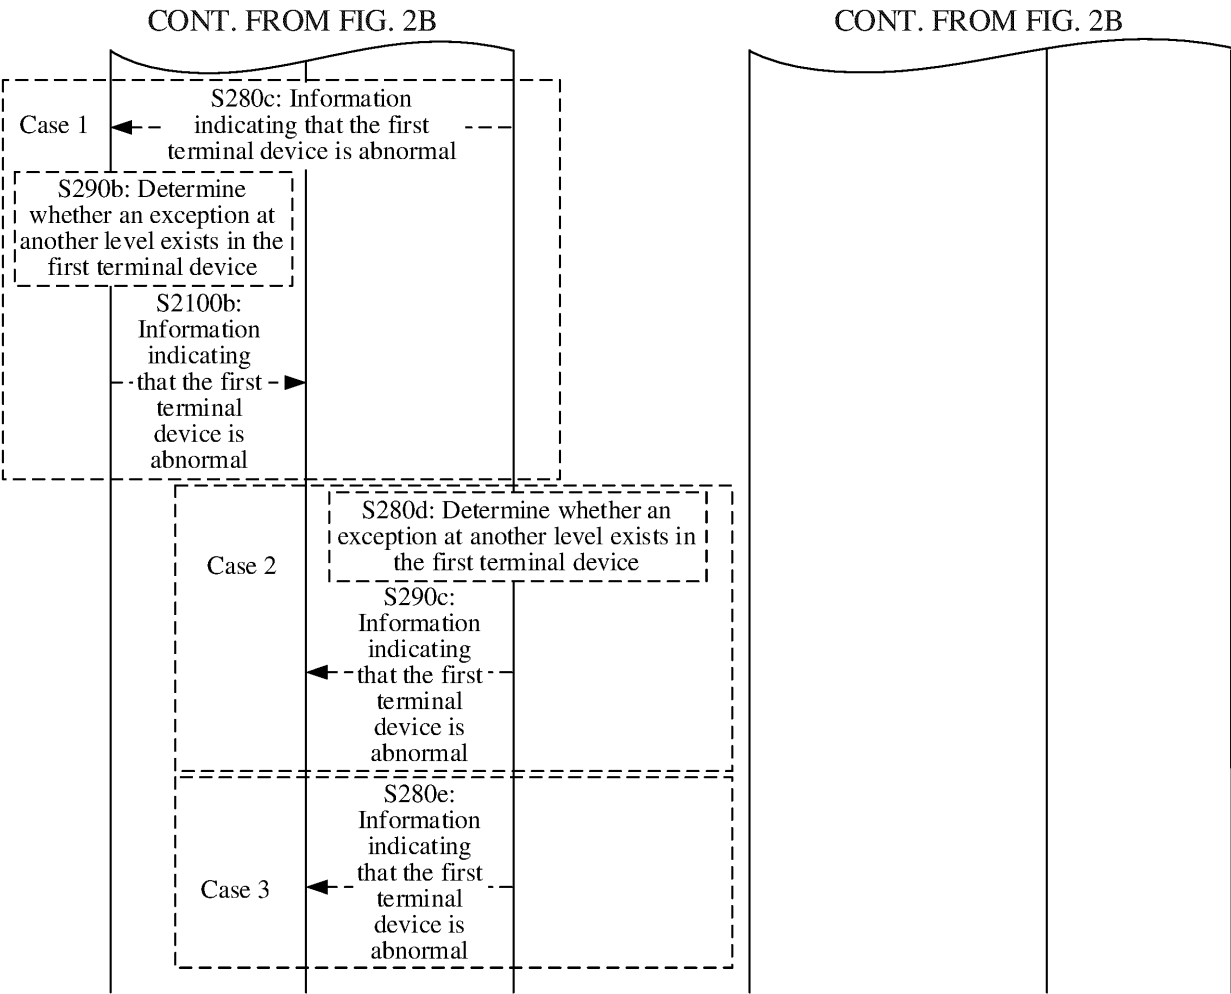 CONT. FROM FIG. 2B
CONT. FROM FIG. 2B
Case 1
S280c: Information
indicating that the first
terminal device is abnormal
S290b: Determine
whether an exception at
another level exists in the
first terminal device
S2100b:
Information
indicating
that the first
terminal
device is
abnormal
Case 2
S280d: Determine whether an
exception at another level exists in
the first terminal device
S290c:
Information
indicating
that the first
terminal
device is
abnormal
Case 3
S280e:
Information
indicating
that the first
terminal
device is
abnormal